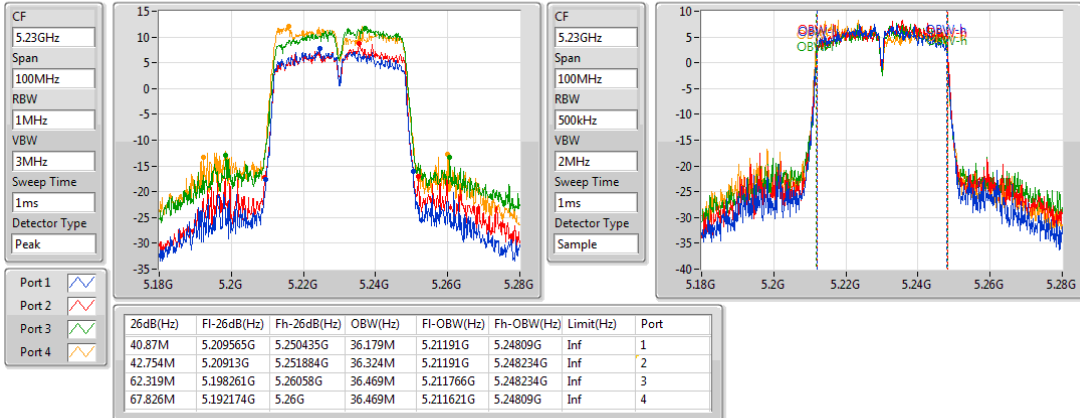 CF
5.23GHz
Span
100MHz
RBW
1MHz
VBW
3MHz
Sweep Time
1ms
Detector Type
Peak
15
10
5
0
-5
-10
-15
-20
-25
-30
-35
5.18G 5.2G 5.22G 5.24G 5.26G 5.28G
CF
5.23GHz
Span
100MHz
RBW
500kHz
VBW
2MHz
Sweep Time
1ms
Detector Type
Sample
10
5
0
-5
-10
-15
-20
-25
-30
-35
-40
5.18G 5.2G 5.22G 5.24G 5.26G 5.28G
Port 1
Port 2
Port 3
Port 4
26dB(Hz) Fl-26dB(Hz) Fh-26dB(Hz) OBW(Hz) Fl-OBW(Hz) Fh-OBW(Hz) Limit(Hz) Port
40.87M 5.209565G 5.250435G 36.179M 5.21191G 5.24809G Inf 1
42.754M 5.20913G 5.251884G 36.324M 5.21191G 5.248234G Inf 2
62.319M 5.198261G 5.26058G 36.469M 5.211766G 5.248234G Inf 3
67.826M 5.192174G 5.26G 36.469M 5.211621G 5.24809G Inf 4